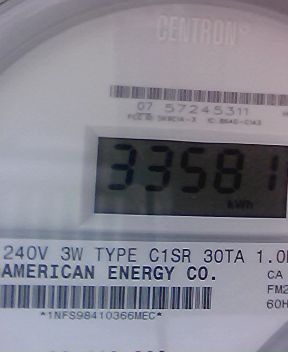 CENTRON®
07 57245311
33581
kWh
240V 3W TYPE C1SR 30TA 1.0
AMERICAN ENERGY CO.
CA
FM2
60H
*1NFS98410366MEC*